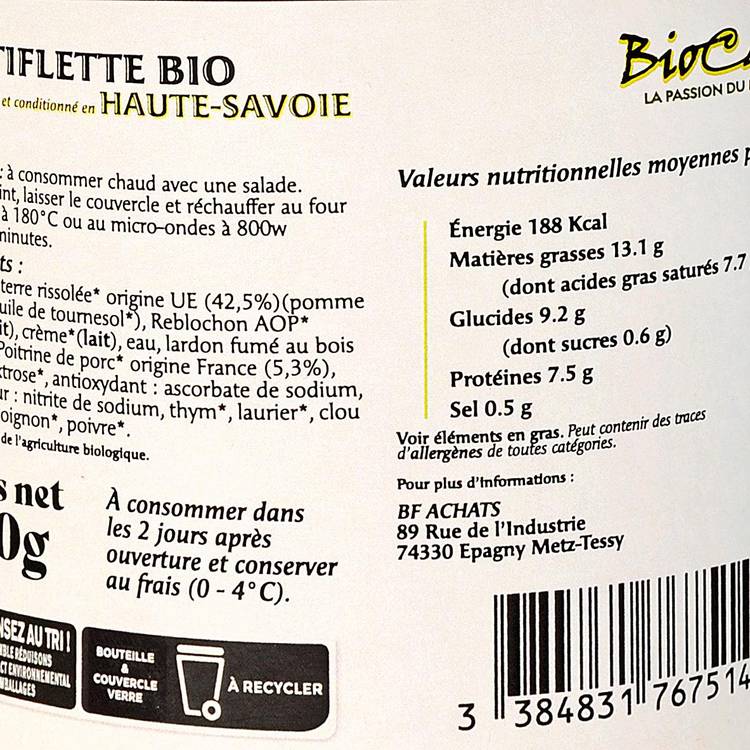 TIFLETTE BIO
et conditionné en HAUTE-SAVOIE
: à consommer chaud avec une salade.
laisser le couvercle et réchauffer au four
à 180°C ou au micro-ondes à 800w
minutes.
terre rissolée* origine UE (42,5%)(pomme
de tournesol*), Reblochon AOP*
crème*(lait), eau, lardon fumé au bois
Poitrine de porc* origine France (5,3%),
antioxydant : ascorbate de sodium,
: nitrite de sodium, thym*, laurier*, clou
oignon*, poivre*.
de l'agriculture biologique.
net
0g
À consommer dans
les 2 jours après
ouverture et conserver
au frais (0 - 4°C).
AU TRI !
RÉDUISONS
ENVIRONNEMENTAL
BOUTEILLE
&
COUVERCLE
VERRE
À RECYCLER
BioC
LA PASSION DU
Valeurs nutritionnelles moyennes
Énergie 188 Kcal
Matières grasses 13.1 g
(dont acides gras saturés 7.7
Glucides 9.2 g
(dont sucres 0.6 g)
Protéines 7.5 g
Sel 0.5 g
Voir éléments en gras. Peut contenir des traces
d'allergènes de toutes catégories.
Pour plus d'informations :
BF ACHATS
89 Rue de l'Industrie
74330 Epagny Metz-Tessy
3 384831 767514